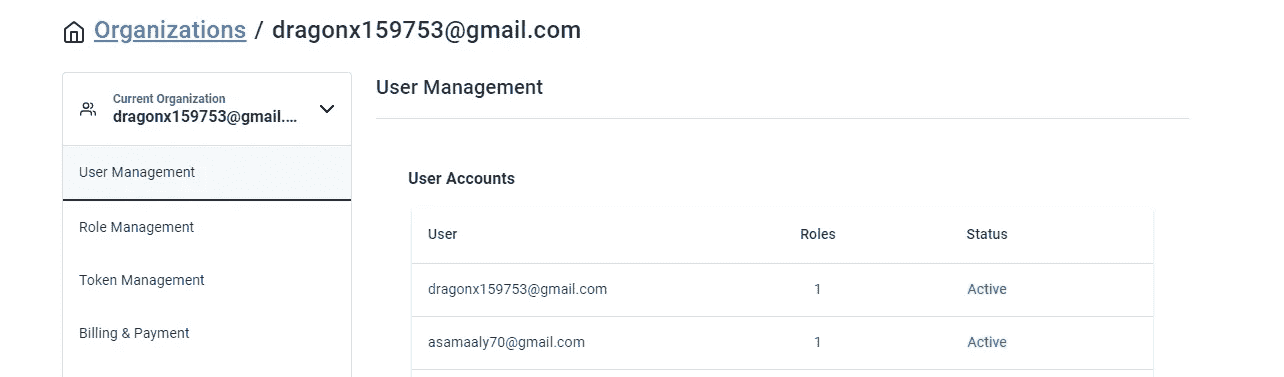 Organizations / dragonx159753@gmail.com
Current Organization
dragonx159753@gmail....
User Management
Role Management
Token Management
Billing & Payment
User Management
User Accounts
User Roles Status
dragonx159753@gmail.com 1 Active
asamaaly70@gmail.com 1 Active